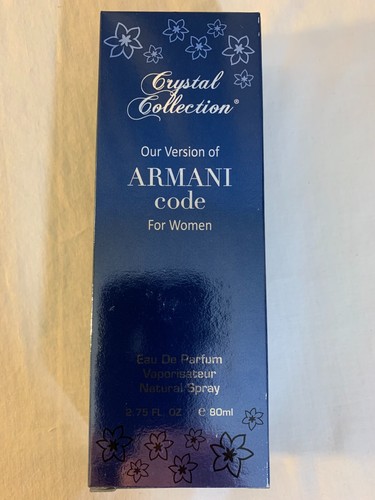 Crystal
Collection®
Our Version of
ARMANI
code
For Women
Eau De Parfum
Vaporisateur
Natural Spray
2.75 FL. OZ ℮ 80ml